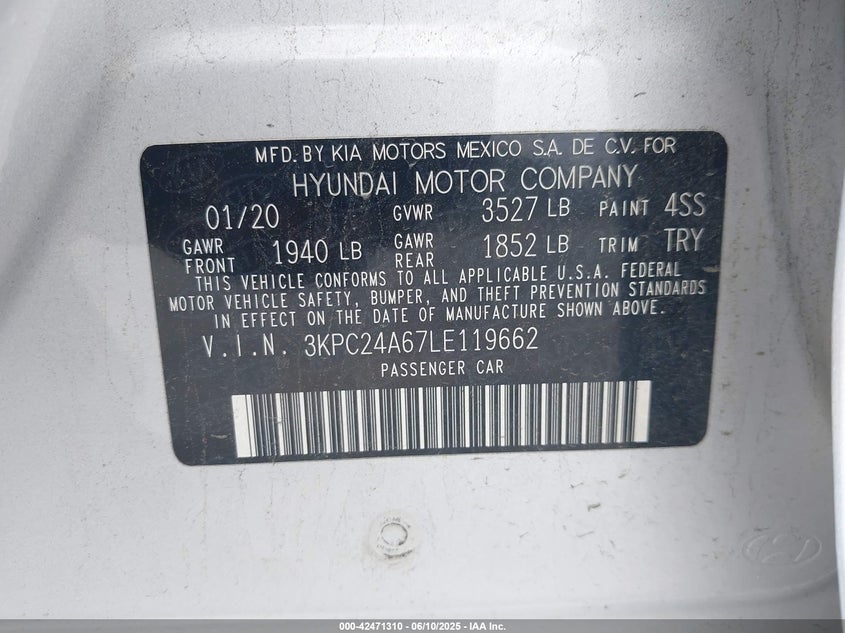 MFD. BY KIA MOTORS MEXICO S.A. DE C.V. FOR
HYUNDAI MOTOR COMPANY
01/20 GVWR 3527 LB PAINT 4SS
GAWR FRONT 1940 LB GAWR REAR 1852 LB TRIM TRY
THIS VEHICLE CONFORMS TO ALL APPLICABLE U.S.A. FEDERAL
MOTOR VEHICLE SAFETY, BUMPER, AND THEFT PREVENTION STANDARDS
IN EFFECT ON THE DATE OF MANUFACTURE SHOWN ABOVE.
V.I.N. 3KPC24A67LE119662
PASSENGER CAR
000-42471310 | 06/10/2025 - IAA Inc.